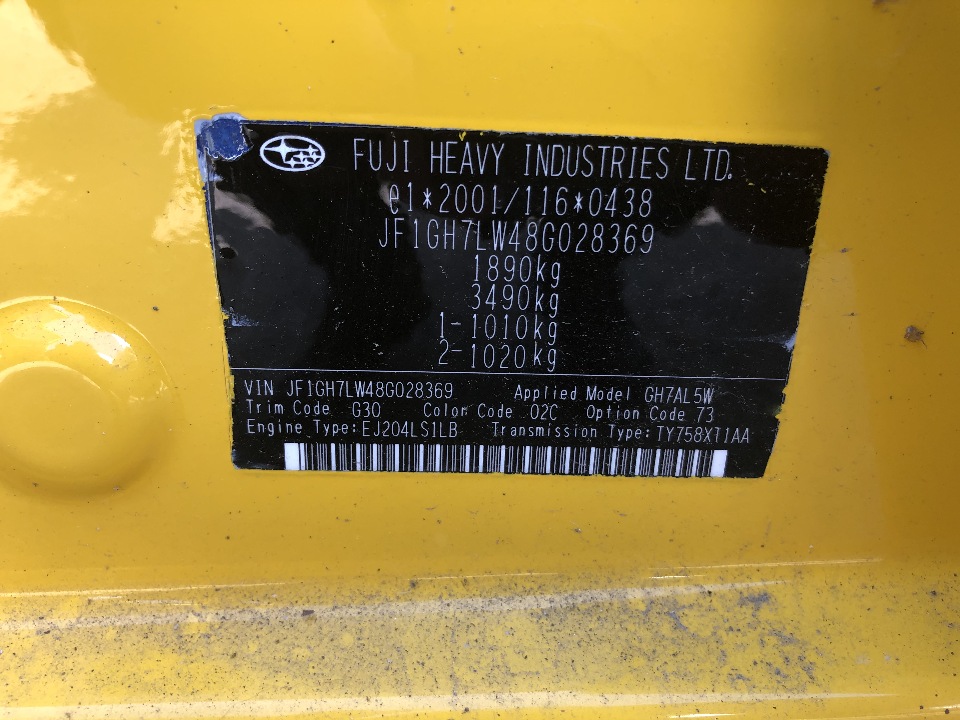 FUJI HEAVY INDUSTRIES LTD.
e1*2001/116*0438
JF1GH7LW48G028369
1890kg
3490kg
1-1010kg
2-1020kg
VIN JF1GH7LW48G028369 Applied Model GH7AL5W
Trim Code G30 Color Code 02C Option Code 73
Engine Type:EJ204LS1LB Transmission Type:TY758XT1AA